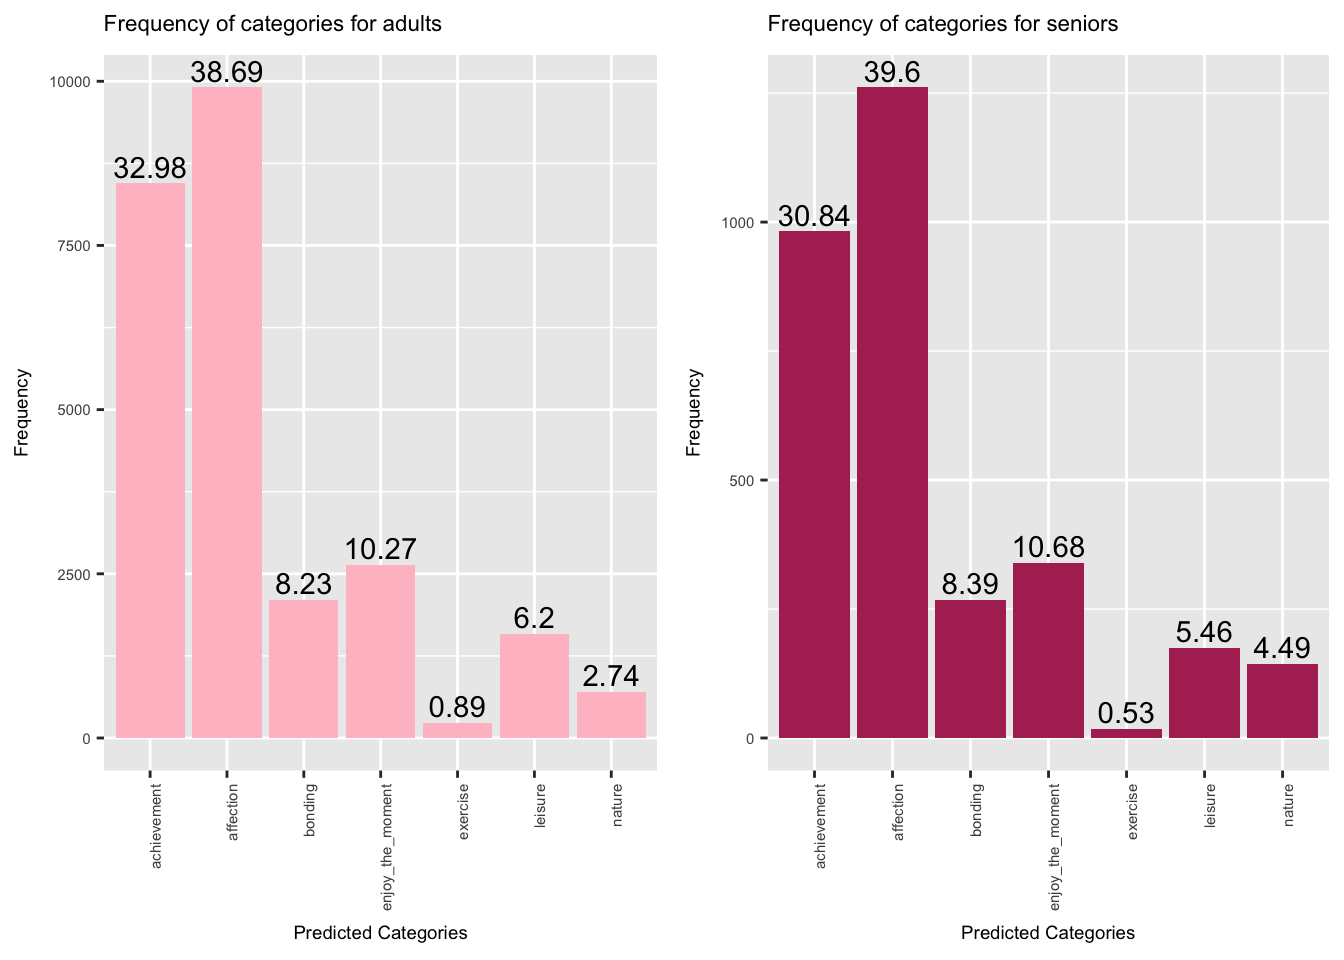 Frequency of categories for adults
10000
7500
5000
2500
0
Frequency
32.98
38.69
8.23
10.27
0.89
6.2
2.74
achievement
affection
bonding
enjoy_the_moment
exercise
leisure
nature
Predicted Categories
Frequency of categories for seniors
1000
500
0
Frequency
30.84
39.6
8.39
10.68
0.53
5.46
4.49
achievement
affection
bonding
enjoy_the_moment
exercise
leisure
nature
Predicted Categories